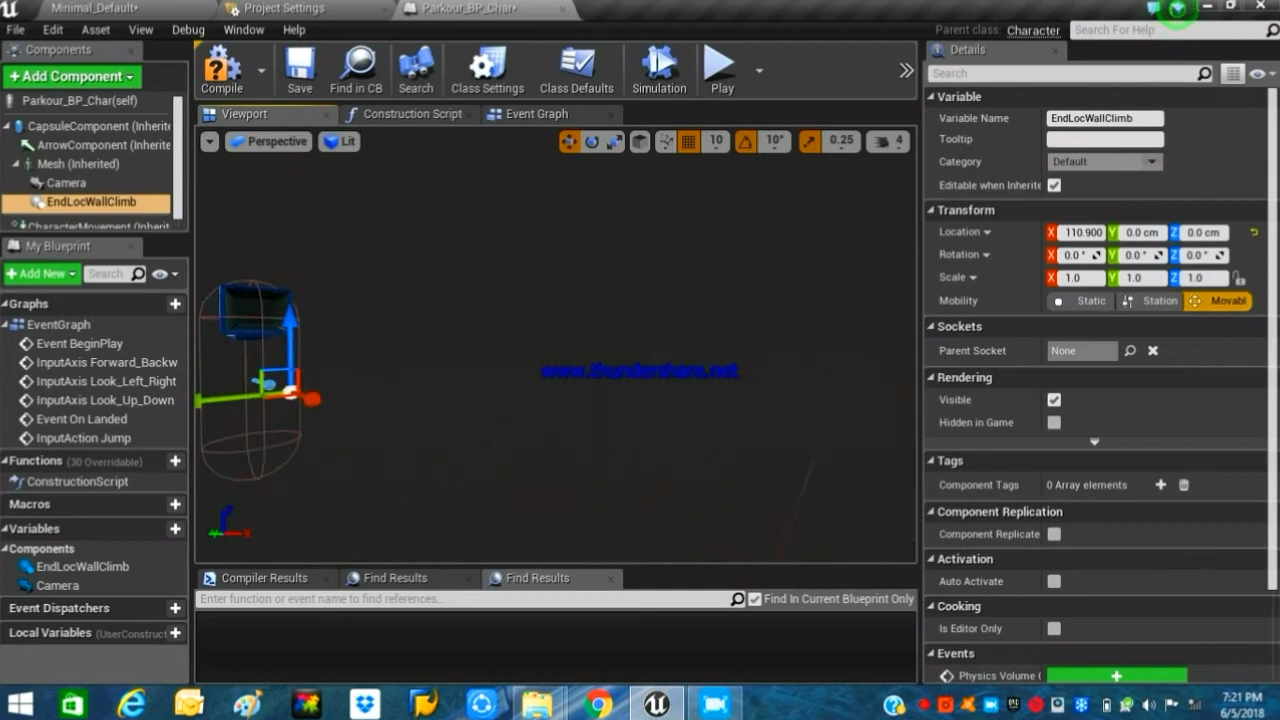 Minimal_Default*
Project Settings
Parkour_BP_Char*
File Edit Asset View Debug Window Help
Parent class: Character
Search For Help
Components
+Add Component
Parkour_BP_Char(self)
CapsuleComponent (Inherite
ArrowComponent (Inherite
Mesh (Inherited)
Camera
EndLocWallClimb
CharacterMovement (Inherit
My Blueprint
+Add New
Search
Graphs
EventGraph
Event BeginPlay
InputAxis Forward_Backw
InputAxis Look_Left_Right
InputAxis Look_Up_Down
Event On Landed
InputAction Jump
Functions (30 Overridable)
ConstructionScript
Macros
Variables
Components
EndLocWallClimb
Camera
Event Dispatchers
Local Variables (UserConstruct
Compile Save Find in CB Search Class Settings Class Defaults Simulation Play
Viewport Construction Script Event Graph
Perspective Lit 10 10° 0.25 4
www.thundershare.net
Compiler Results Find Results Find Results
Enter function or event name to find references...
Find In Current Blueprint Only
Details
Search
Variable
Variable Name EndLocWallClimb
Tooltip
Category Default
Editable when Inherite
Transform
Location X 110.900 Y 0.0 cm Z 0.0 cm
Rotation X 0.0 ° Y 0.0 ° Z 0.0 °
Scale X 1.0 Y 1.0 Z 1.0
Mobility Static Station Movabl
Sockets
Parent Socket None
Rendering
Visible
Hidden in Game
Tags
Component Tags 0 Array elements
Component Replication
Component Replicate
Activation
Auto Activate
Cooking
Is Editor Only
Events
Physics Volume C
7:21 PM
6/5/2018